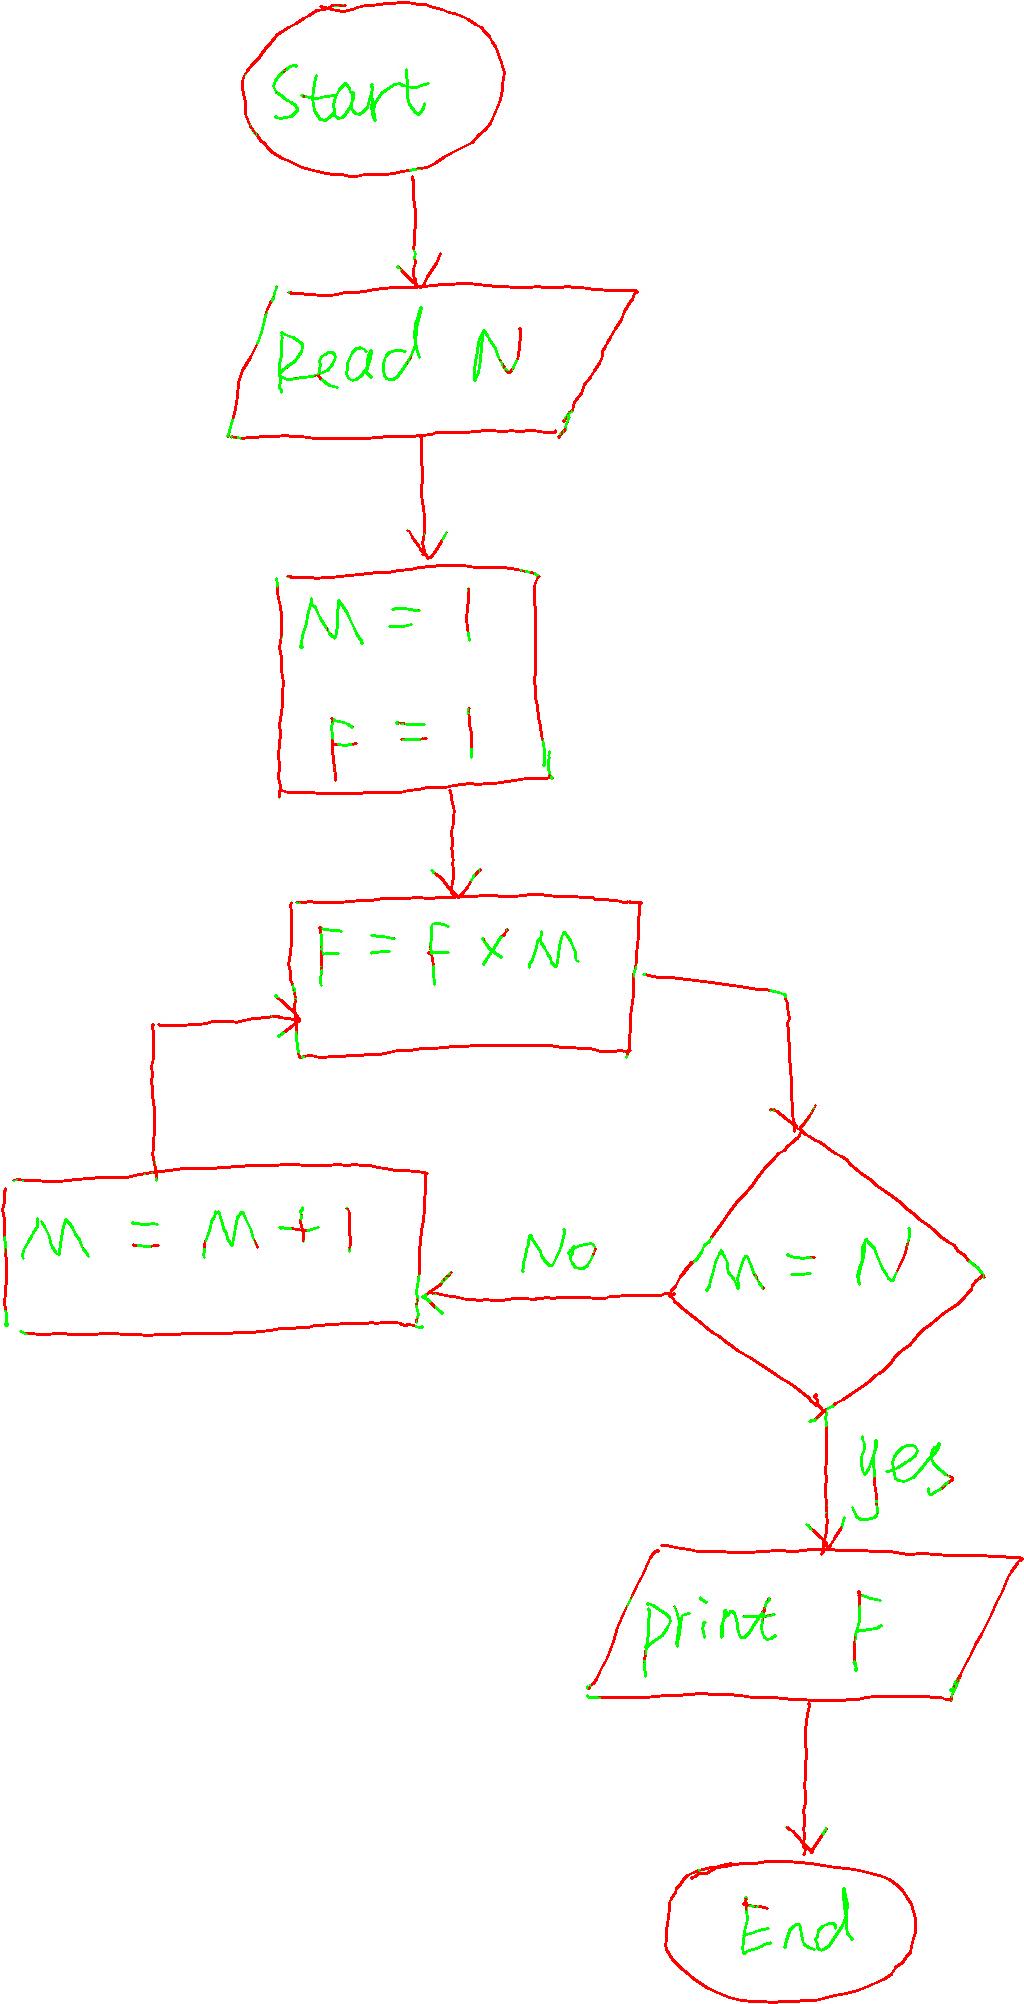 Start
Read N
M = 1
F = 1
F = F × M
M = M + 1
No
M = N
yes
print F
End